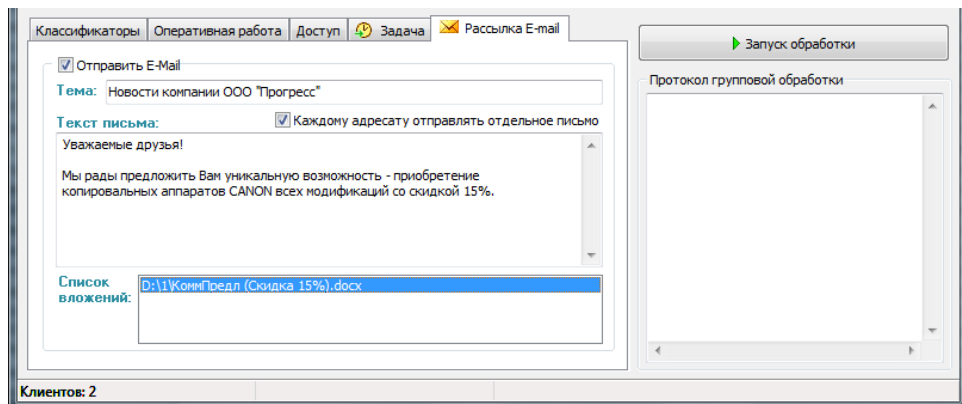 Классификаторы Оперативная работа Доступ Задача Рассылка E-mail
Запуск обработки
Отправить E-Mail
Протокол групповой обработки
Тема: Новости компании ООО "Прогресс"
Текст письма: Каждому адресату отправлять отдельное письмо
Уважаемые друзья!
Мы рады предложить Вам уникальную возможность - приобретение
копировальных аппаратов CANON всех модификаций со скидкой 15%.
Список
вложений:
D:\1\КоммПредл (Скидка 15%).docx
Клиентов: 2